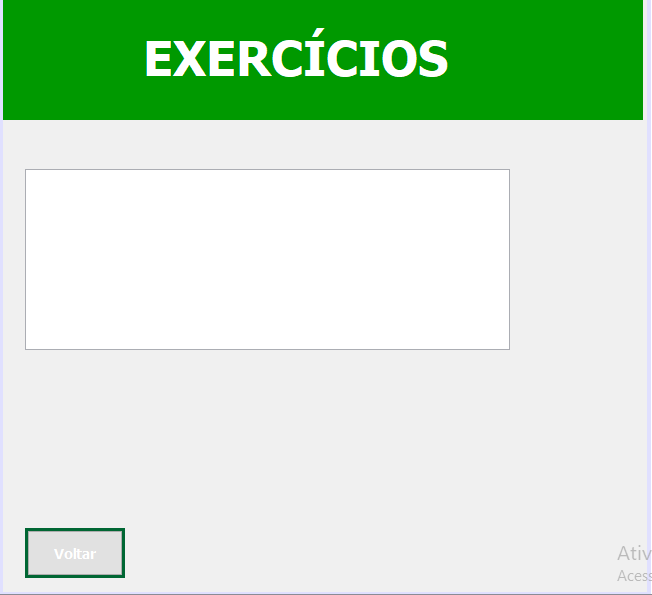 EXERCÍCIOS
Voltar
Ativ
Acess